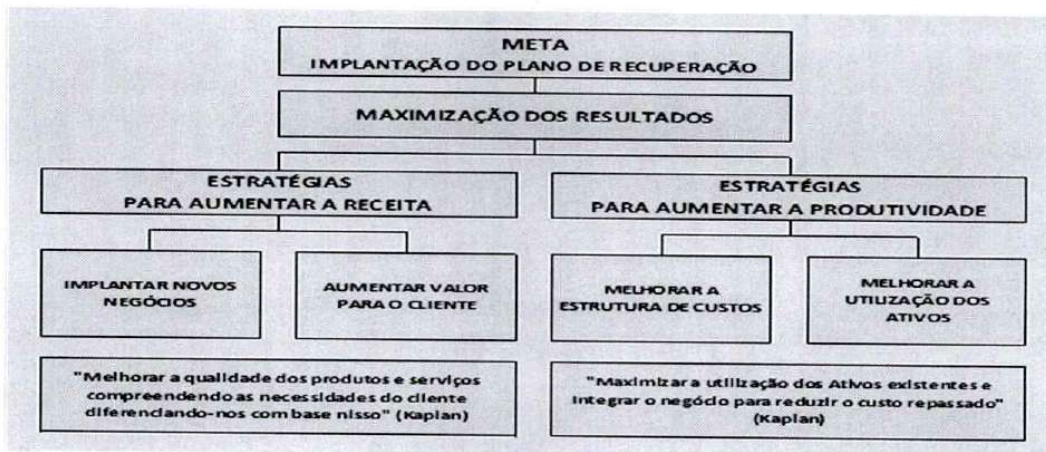 META
IMPLANTAÇÃO DO PLANO DE RECUPERAÇÃO
MAXIMIZAÇÃO DOS RESULTADOS
ESTRATÉGIAS
PARA AUMENTAR A RECEITA
ESTRATÉGIAS
PARA AUMENTAR A PRODUTIVIDADE
IMPLANTAR NOVOS
NEGÓCIOS
AUMENTAR VALOR
PARA O CLIENTE
MELHORAR A
ESTRUTURA DE CUSTOS
MELHORAR A
UTILIZAÇÃO DOS
ATIVOS
"Melhorar a qualidade dos produtos e serviços
compreendendo as necessidades do cliente
diferenciando-nos com base nisso" (Kaplan)
"Maximizar a utilização dos Ativos existentes e
integrar o negócio para reduzir o custo repassado"
(Kaplan)